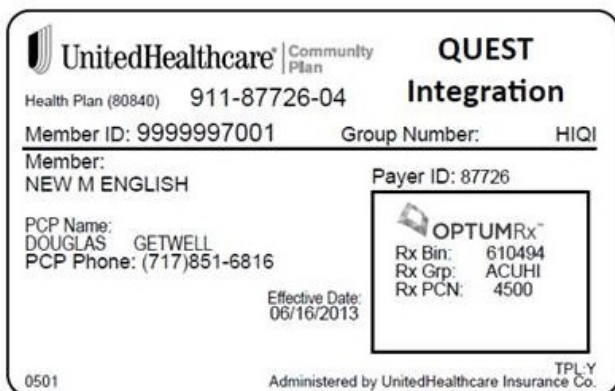 UnitedHealthcare® Community Plan
QUEST Integration
Health Plan (80840) 911-87726-04
Member ID: 9999997001 Group Number: HIQI
Member:
NEW M ENGLISH
Payer ID: 87726
PCP Name:
DOUGLAS GETWELL
PCP Phone: (717)851-6816
OPTUMRx™
Rx Bin: 610494
Rx Grp: ACUHI
Rx PCN: 4500
Effective Date:
06/16/2013
TPL:Y
0501 Administered by UnitedHealthcare Insurance Co.